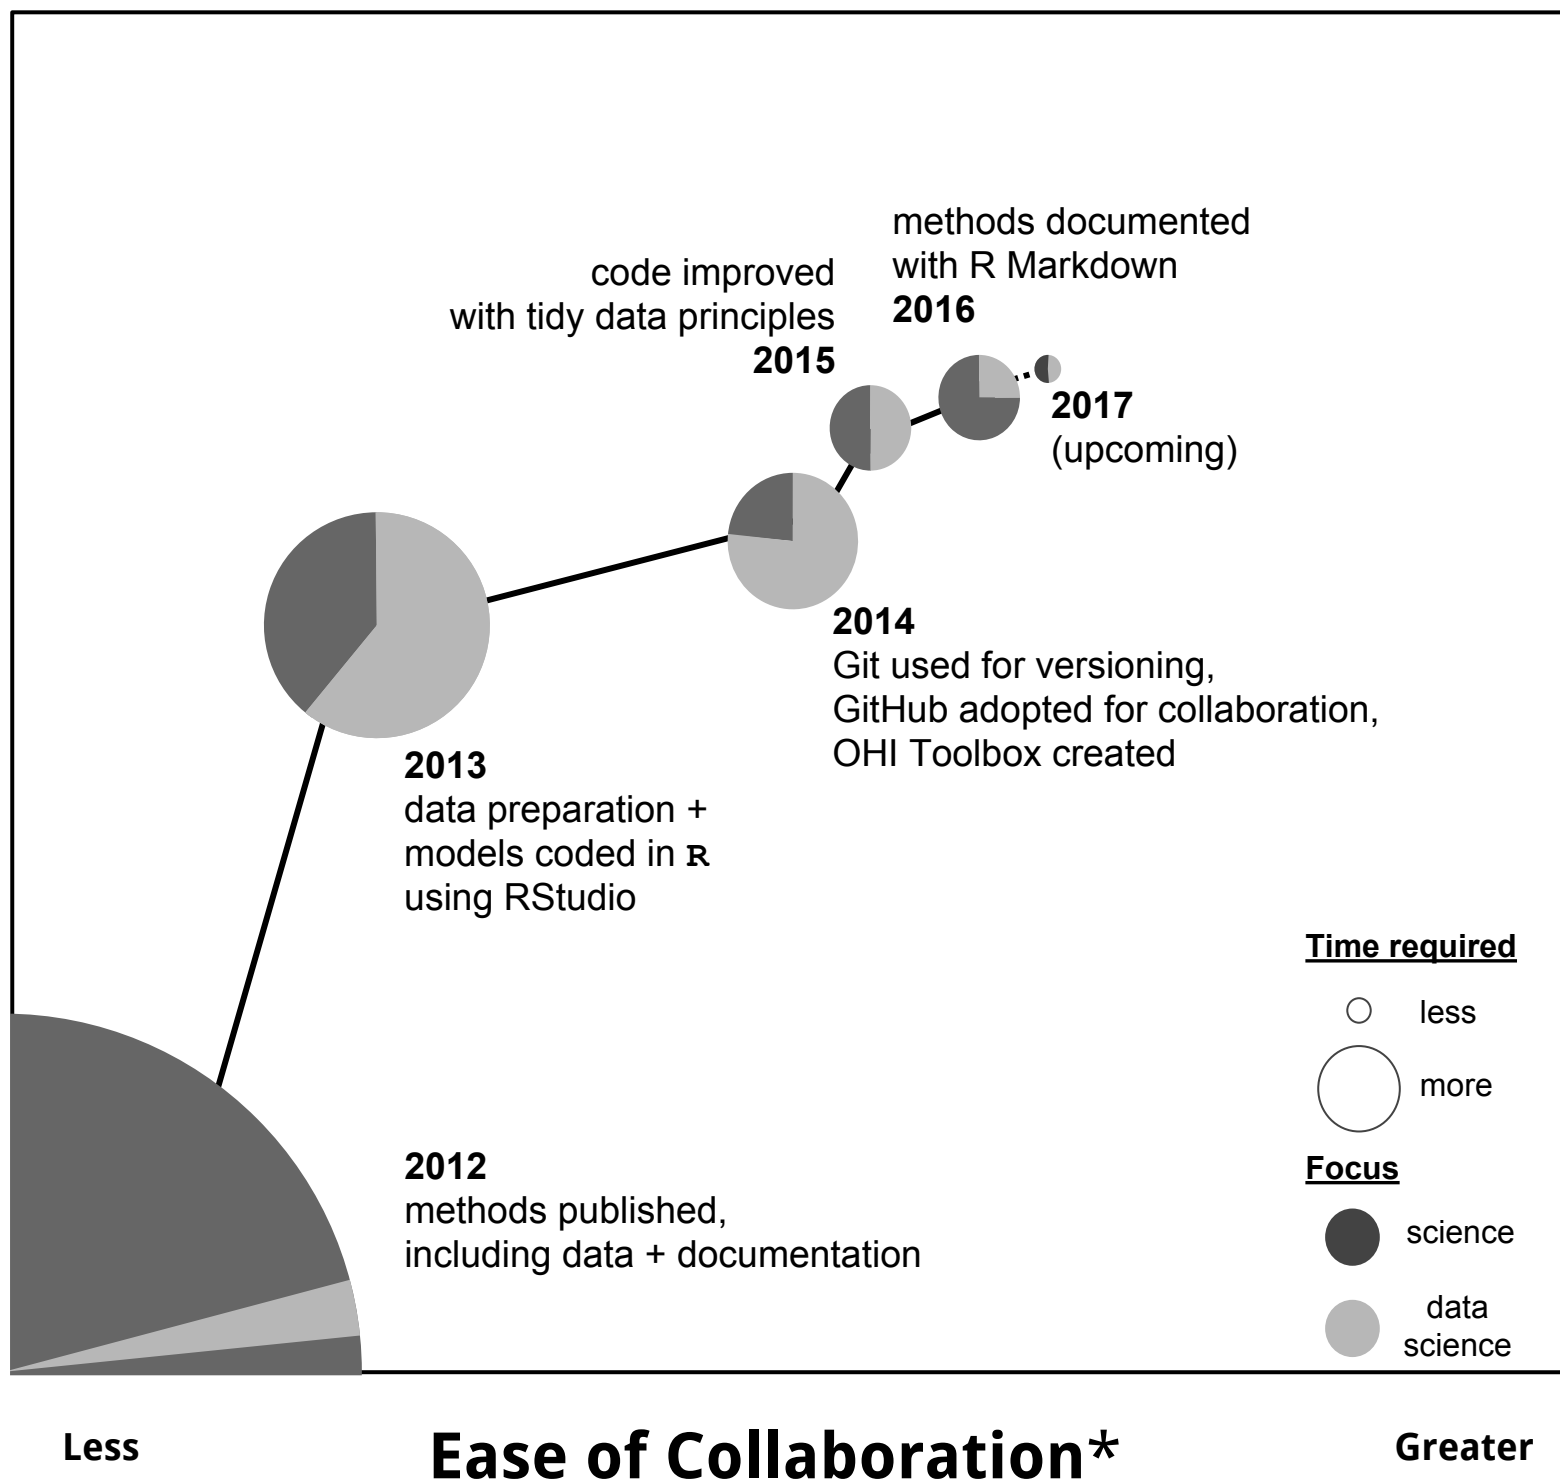 methods documented
with R Markdown
2016
code improved
with tidy data principles
2015
2017
(upcoming)
2014
Git used for versioning,
GitHub adopted for collaboration,
OHI Toolbox created
2013
data preparation +
models coded in R
using RStudio
2012
methods published,
including data + documentation
Time required
less
more
Focus
science
data
science
Less
Ease of Collaboration*
Greater